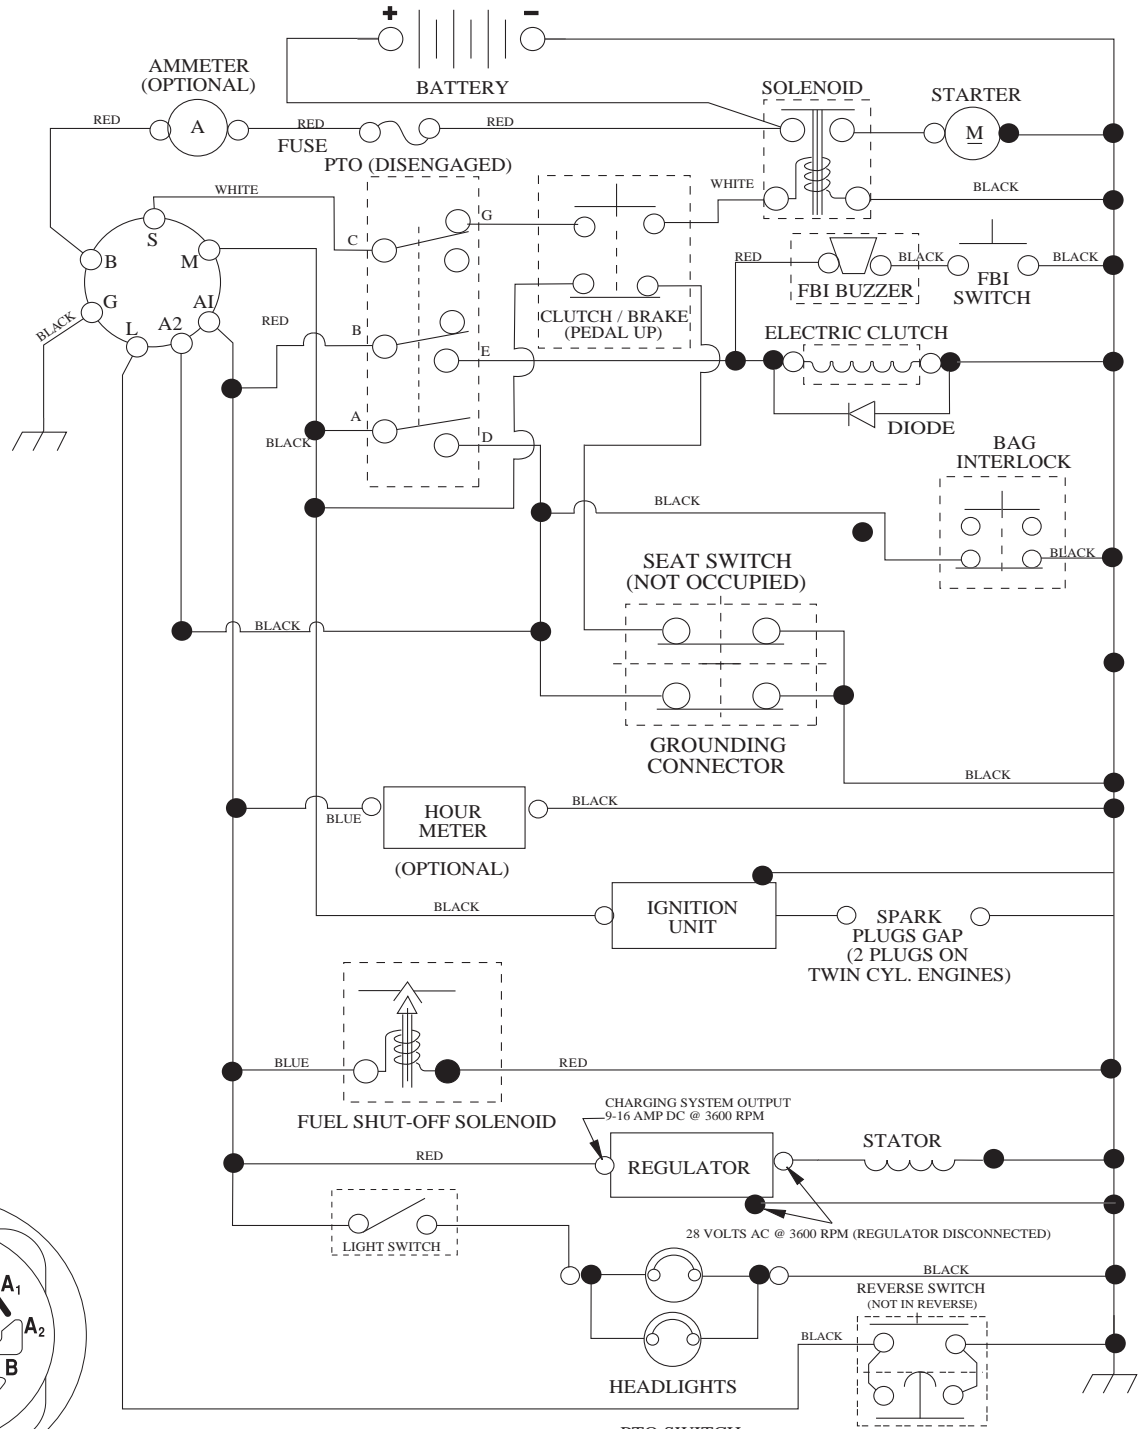 + −
BATTERY
AMMETER
(OPTIONAL)
RED
A
RED
FUSE
RED
SOLENOID
STARTER
M
PTO (DISENGAGED)
WHITE
WHITE
BLACK
S
B
M
G
A1
L
A2
BLACK
C
G
B
E
A
D
RED
BLACK
CLUTCH / BRAKE
(PEDAL UP)
RED
BLACK
BLACK
FBI BUZZER
FBI
SWITCH
ELECTRIC CLUTCH
DIODE
BAG
INTERLOCK
BLACK
BLACK
SEAT SWITCH
(NOT OCCUPIED)
BLACK
GROUNDING
CONNECTOR
BLACK
BLUE
HOUR
METER
BLACK
(OPTIONAL)
BLACK
IGNITION
UNIT
SPARK
PLUGS GAP
(2 PLUGS ON
TWIN CYL. ENGINES)
BLUE
RED
FUEL SHUT-OFF SOLENOID
CHARGING SYSTEM OUTPUT
9-16 AMP DC @ 3600 RPM
RED
REGULATOR
STATOR
28 VOLTS AC @ 3600 RPM (REGULATOR DISCONNECTED)
LIGHT SWITCH
BLACK
REVERSE SWITCH
(NOT IN REVERSE)
BLACK
HEADLIGHTS
A1
A2
B